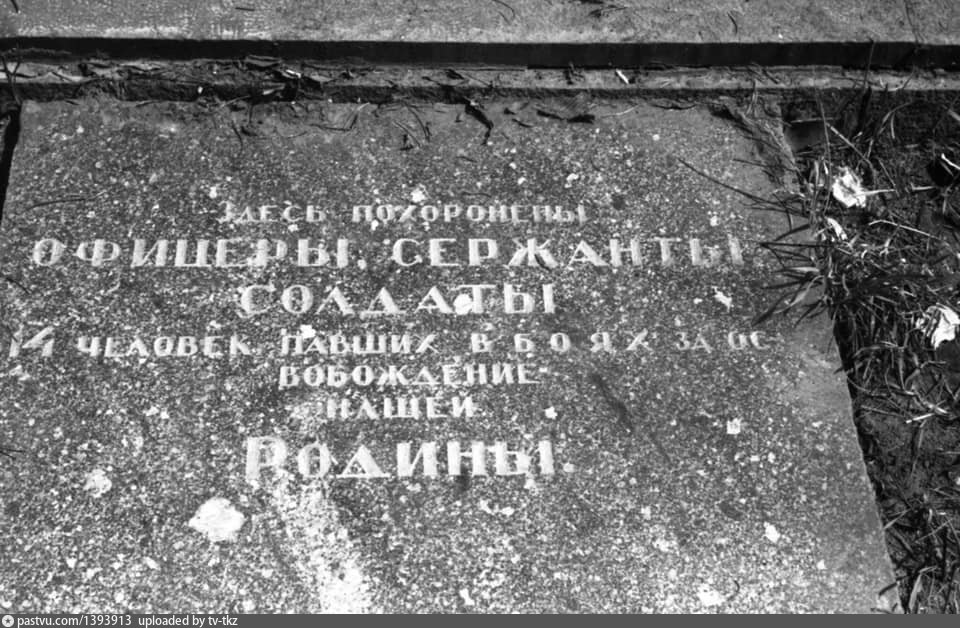 ЗДЕСЬ ПОХОРОНЕНЫ
ОФИЦЕРЫ, СЕРЖАНТЫ
СОЛДАТЫ
14 ЧЕЛОВЕК ПАВШИХ В БОЯХ ЗА ОС-
ВОБОЖДЕНИЕ
НАШЕЙ
РОДИНЫ.
pastvu.com/1393913 uploaded by tv-tkz